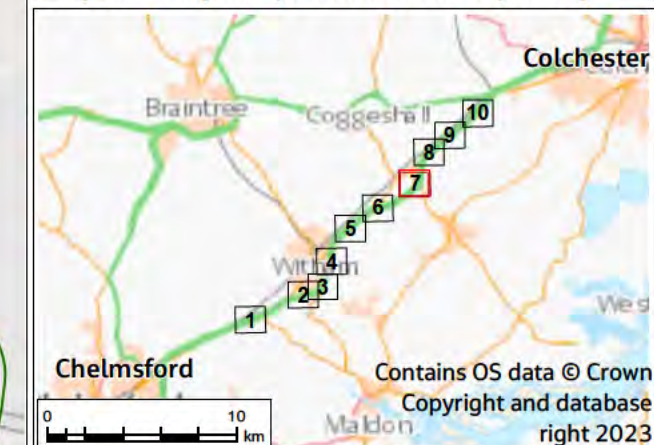 Colchester
Braintree
Coggeshall
10
9
8
7
6
5
4
Witham
3
2
1
Chelmsford
Contains OS data © Crown
Copyright and database
right 2023
0
10
km
Maldon
West